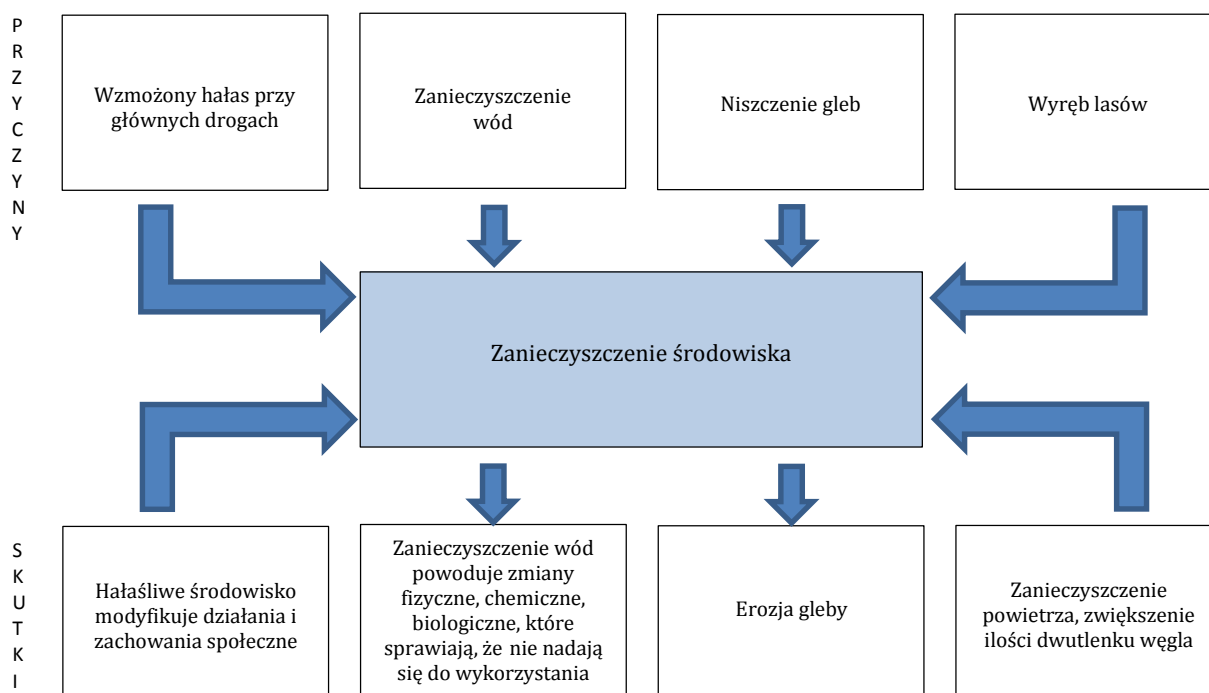 P
R
Z
Y
C
Z
Y
N
Y
Wzmożony hałas przy
głównych drogach
Zanieczyszczenie
wód
Niszczenie gleb
Wyręb lasów
Zanieczyszczenie środowiska
S
K
U
T
K
I
Hałaśliwe środowisko
modyfikuje działania i
zachowania społeczne
Zanieczyszczenie wód
powoduje zmiany
fizyczne, chemiczne,
biologiczne, które
sprawiają, że nie nadają
się do wykorzystania
Erozja gleby
Zanieczyszczenie
powietrza, zwiększenie
ilości dwutlenku węgla